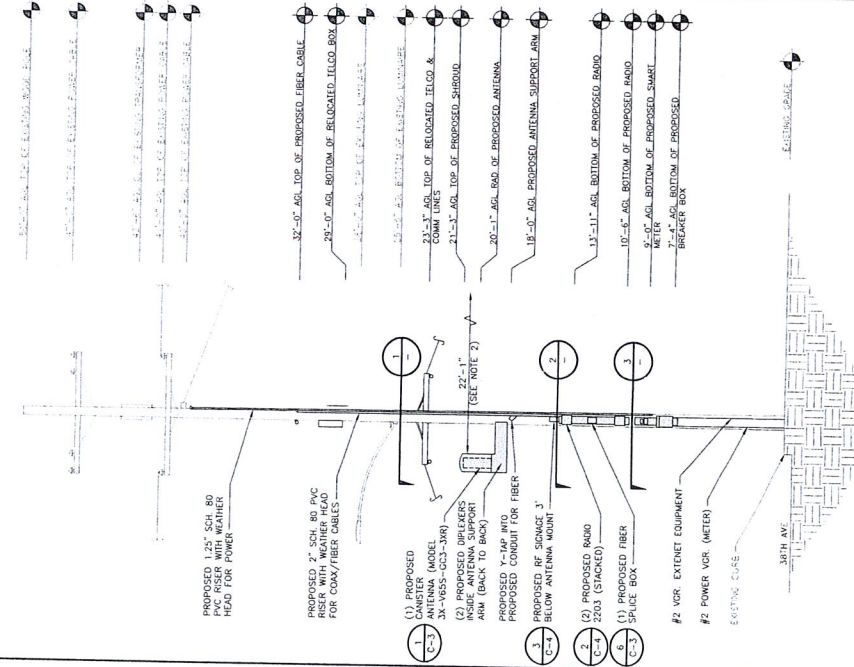 32'-0" AGL TOP OF PROPOSED FIBER CABLE
29'-0" AGL BOTTOM OF RELOCATED TELCO BOX
23'-3" AGL TOP OF RELOCATED TELCO &
COMM LINES
21'-3" AGL TOP OF PROPOSED SHROUD
20'-1" AGL RAD OF PROPOSED ANTENNA
18'-0" AGL PROPOSED ANTENNA SUPPORT ARM
13'-11" AGL BOTTOM OF PROPOSED RADIO
10'-6" AGL BOTTOM OF PROPOSED RADIO
9'-0" AGL BOTTOM OF PROPOSED SMART
METER
7'-4" AGL BOTTOM OF PROPOSED
BREAKER BOX
EXISTING GRADE
22'-1"
(SEE NOTE 2)
1
-
2
-
3
-
PROPOSED 1.25" SCH. 80
PVC RISER WITH WEATHER
HEAD FOR POWER
PROPOSED 2" SCH. 80 PVC
RISER WITH WEATHER HEAD
FOR COAX/FIBER CABLES
1
C-3
(1) PROPOSED
CANISTER
ANTENNA (MODEL
3X-V65S-GC3-3XR)
(2) PROPOSED DIPLEXERS
INSIDE ANTENNA SUPPORT
ARM (BACK TO BACK)
PROPOSED Y-TAP INTO
PROPOSED CONDUIT FOR FIBER
3
C-4
PROPOSED RF SIGNAGE 3'
BELOW ANTENNA MOUNT
2
C-4
(2) PROPOSED RADIO
2203 (STACKED)
6
C-3
(1) PROPOSED FIBER
SPLICE BOX
#2 VCR. EXTENET EQUIPMENT
#2 POWER VCR. (METER)
EXISTING CURB
38TH AVE